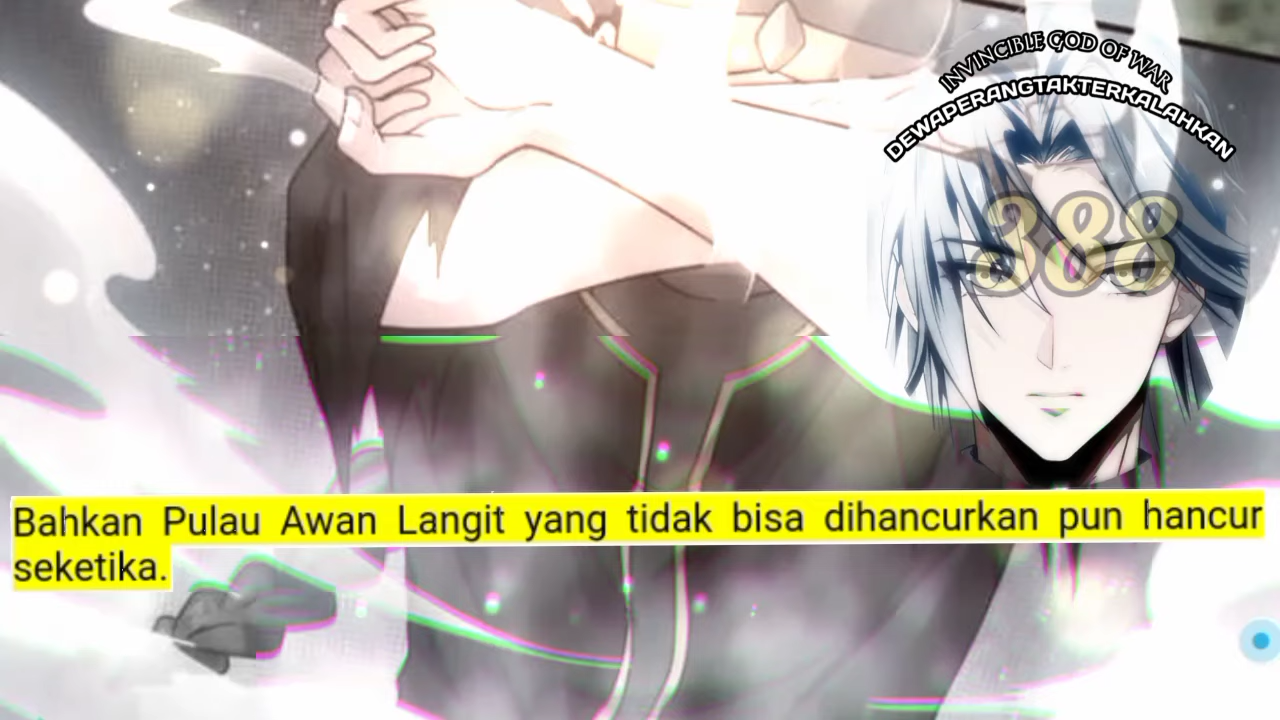 INVINCIBLE GOD OF WAR
DEWAPERANGTAKTERKALAHKAN
388
Bahkan Pulau Awan Langit yang tidak bisa dihancurkan pun hancur
seketika.